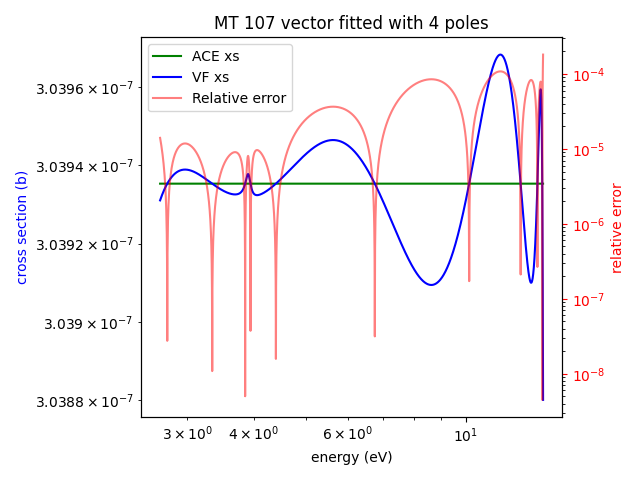 MT 107 vector fitted with 4 poles
ACE xs
VF xs
Relative error
3.0396 × 10⁻⁷
3.0394 × 10⁻⁷
3.0392 × 10⁻⁷
3.039 × 10⁻⁷
3.0388 × 10⁻⁷
cross section (b)
10⁻⁴
10⁻⁵
10⁻⁶
10⁻⁷
10⁻⁸
relative error
3 × 10⁰ 4 × 10⁰ 6 × 10⁰ 10¹
energy (eV)